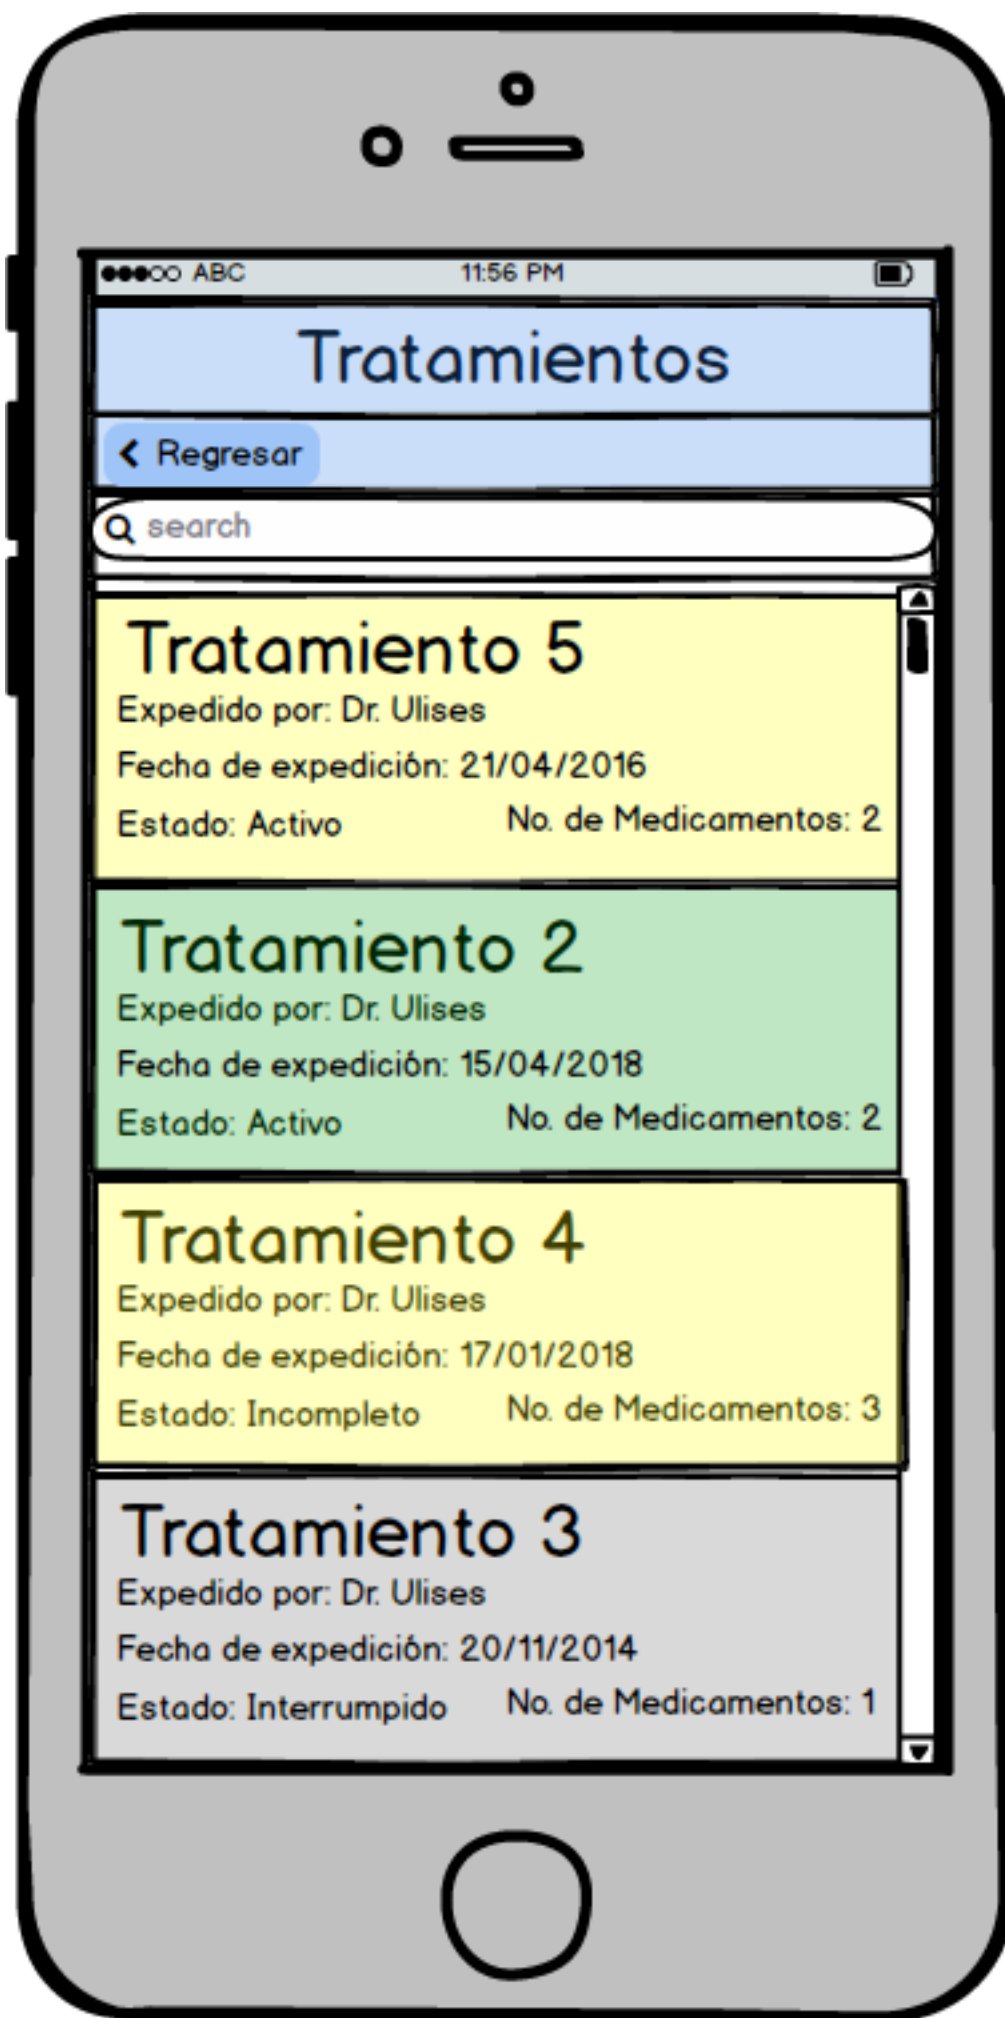 ABC 11:56 PM
Tratamientos
Regresar
search
Tratamiento 5
Expedido por: Dr. Ulises
Fecha de expedición: 21/04/2016
Estado: Activo No. de Medicamentos: 2
Tratamiento 2
Expedido por: Dr. Ulises
Fecha de expedición: 15/04/2018
Estado: Activo No. de Medicamentos: 2
Tratamiento 4
Expedido por: Dr. Ulises
Fecha de expedición: 17/01/2018
Estado: Incompleto No. de Medicamentos: 3
Tratamiento 3
Expedido por: Dr. Ulises
Fecha de expedición: 20/11/2014
Estado: Interrumpido No. de Medicamentos: 1